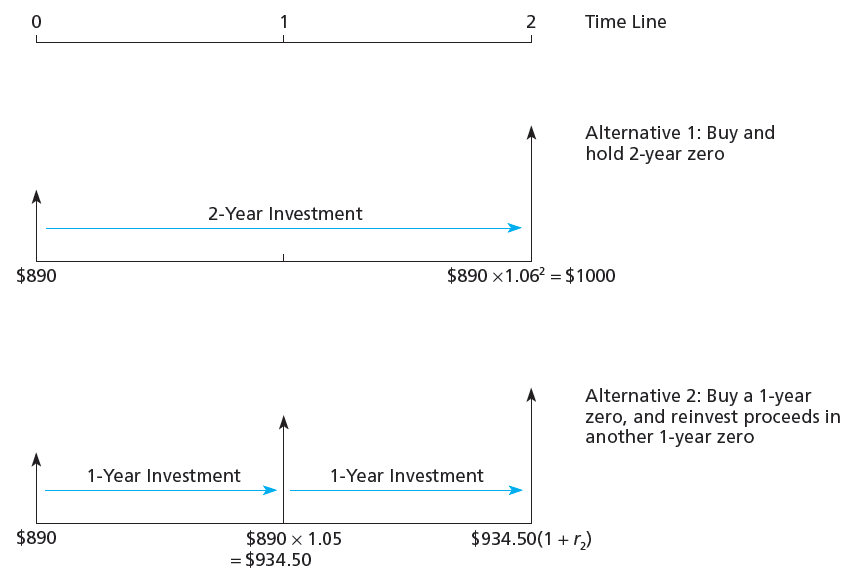 0 1 2 Time Line
Alternative 1: Buy and
hold 2-year zero
2-Year Investment
$890 $890 ×1.06² = $1000
Alternative 2: Buy a 1-year
zero, and reinvest proceeds in
another 1-year zero
1-Year Investment 1-Year Investment
$890 $890 × 1.05 $934.50(1 + r₂)
= $934.50